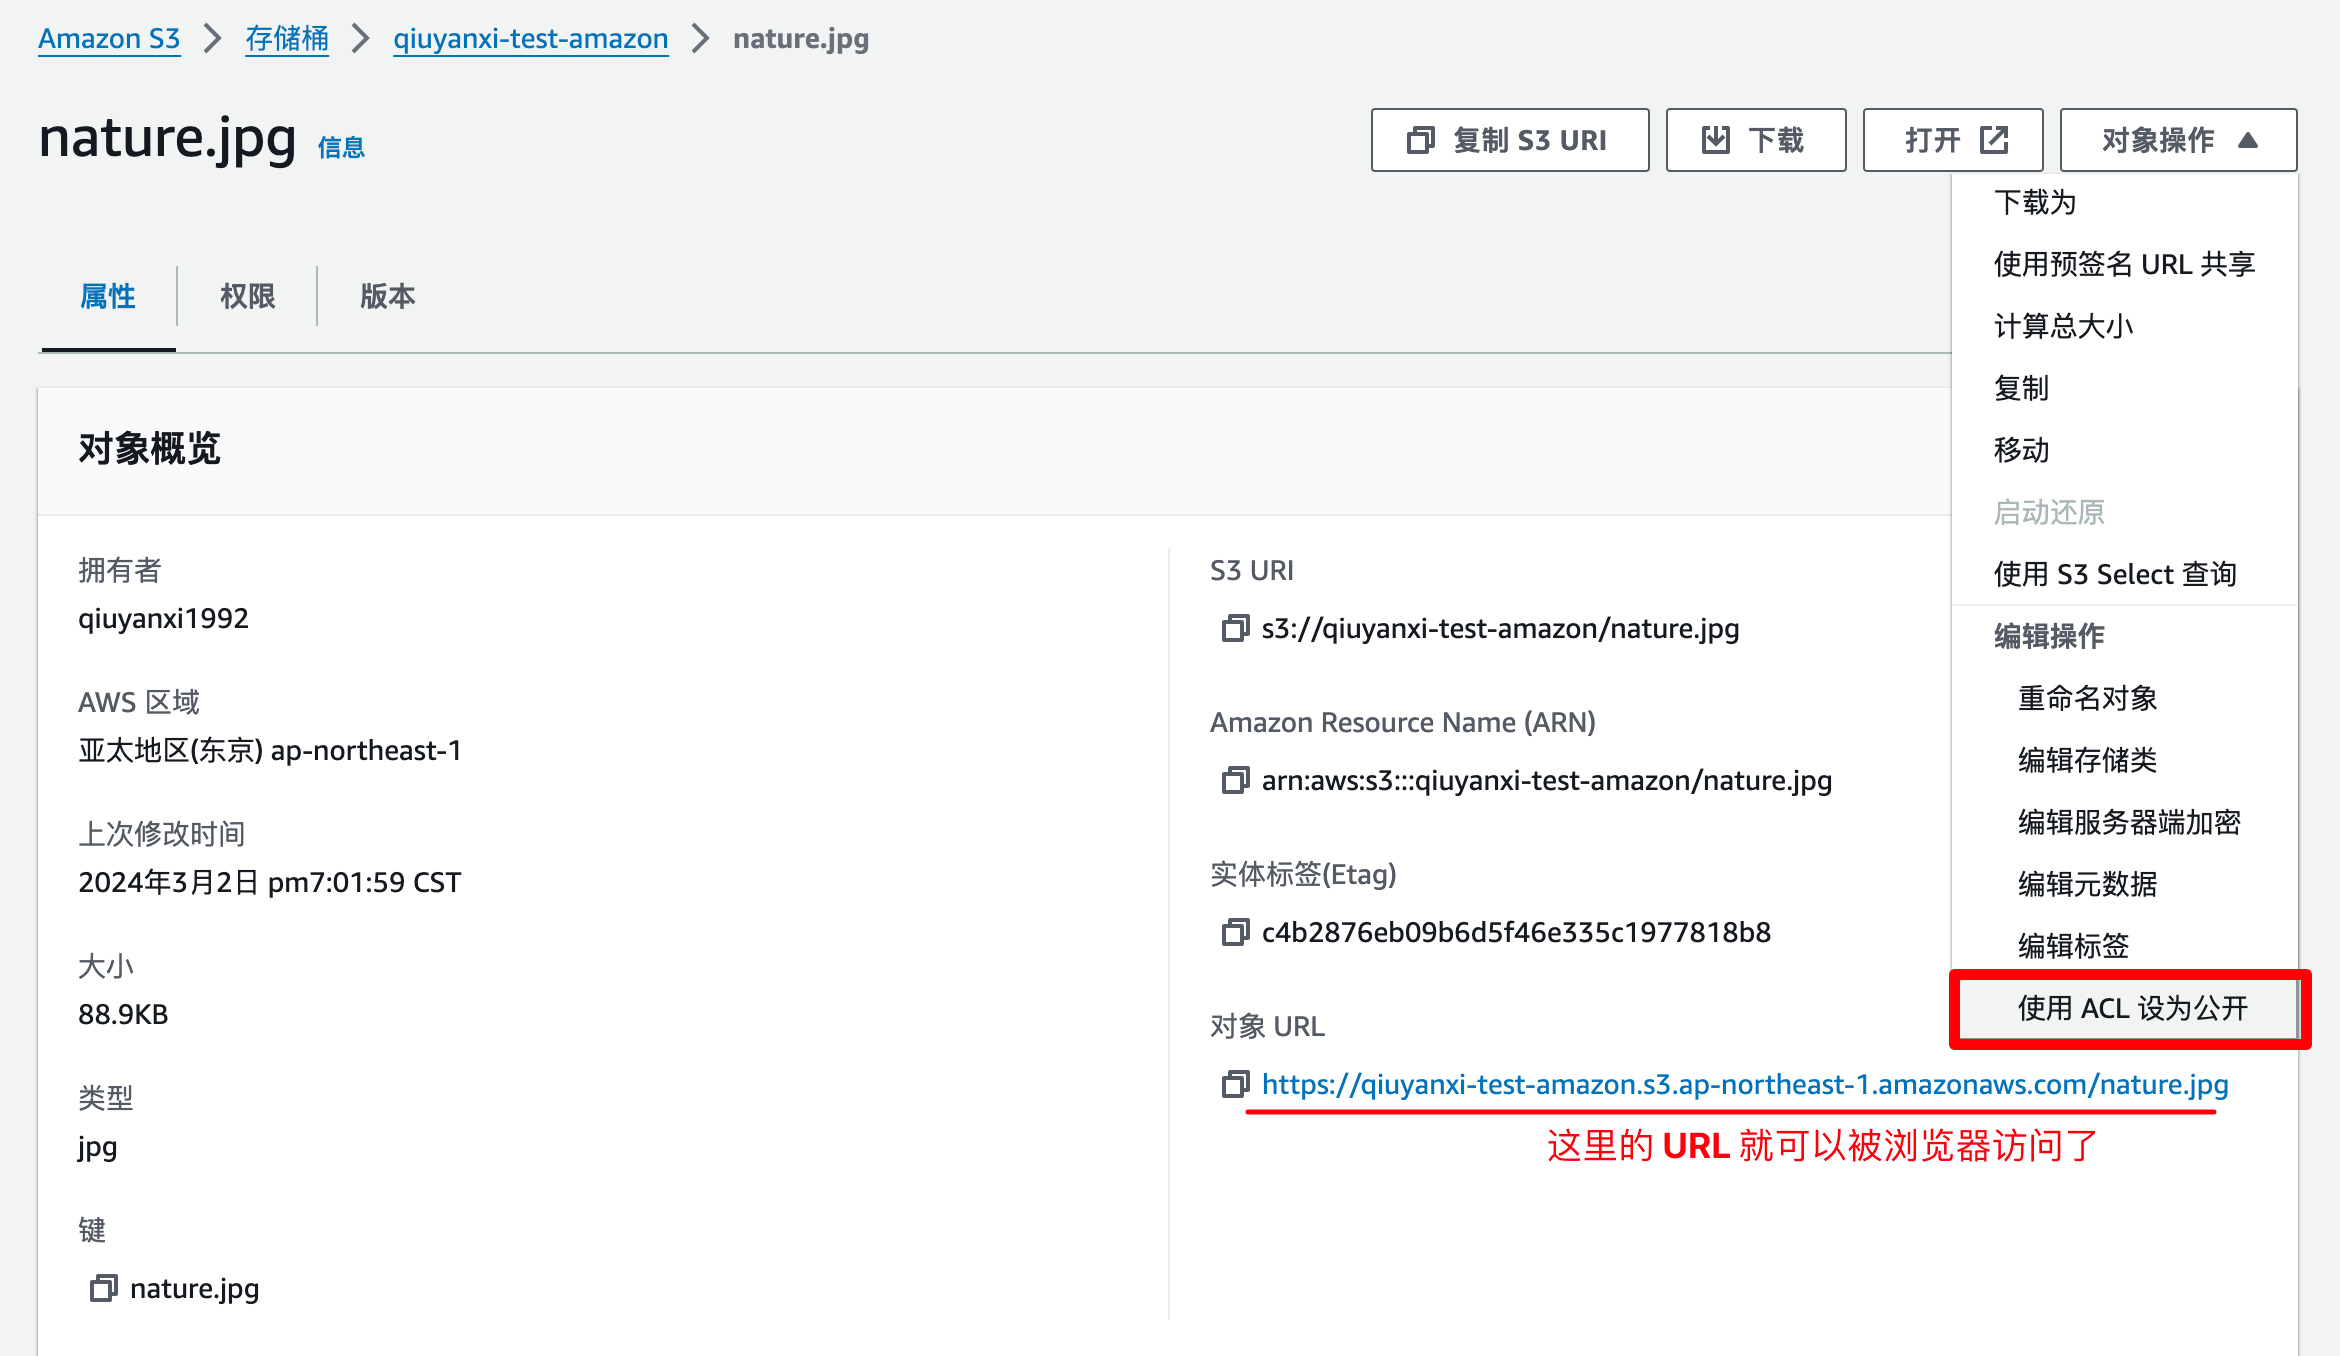 Amazon S3 > 存储桶 > qiuyanxi-test-amazon > nature.jpg
nature.jpg 信息
复制 S3 URI
下载
打开
对象操作
下载为
使用预签名 URL 共享
计算总大小
复制
移动
启动还原
使用 S3 Select 查询
编辑操作
重命名对象
编辑存储类
编辑服务器端加密
编辑元数据
编辑标签
使用 ACL 设为公开
属性
权限
版本
对象概览
拥有者
qiuyanxi1992
AWS 区域
亚太地区(东京) ap-northeast-1
上次修改时间
2024年3月2日 pm7:01:59 CST
大小
88.9KB
类型
jpg
键
nature.jpg
S3 URI
s3://qiuyanxi-test-amazon/nature.jpg
Amazon Resource Name (ARN)
arn:aws:s3:::qiuyanxi-test-amazon/nature.jpg
实体标签(Etag)
c4b2876eb09b6d5f46e335c1977818b8
对象 URL
https://qiuyanxi-test-amazon.s3.ap-northeast-1.amazonaws.com/nature.jpg
这里的 URL 就可以被浏览器访问了